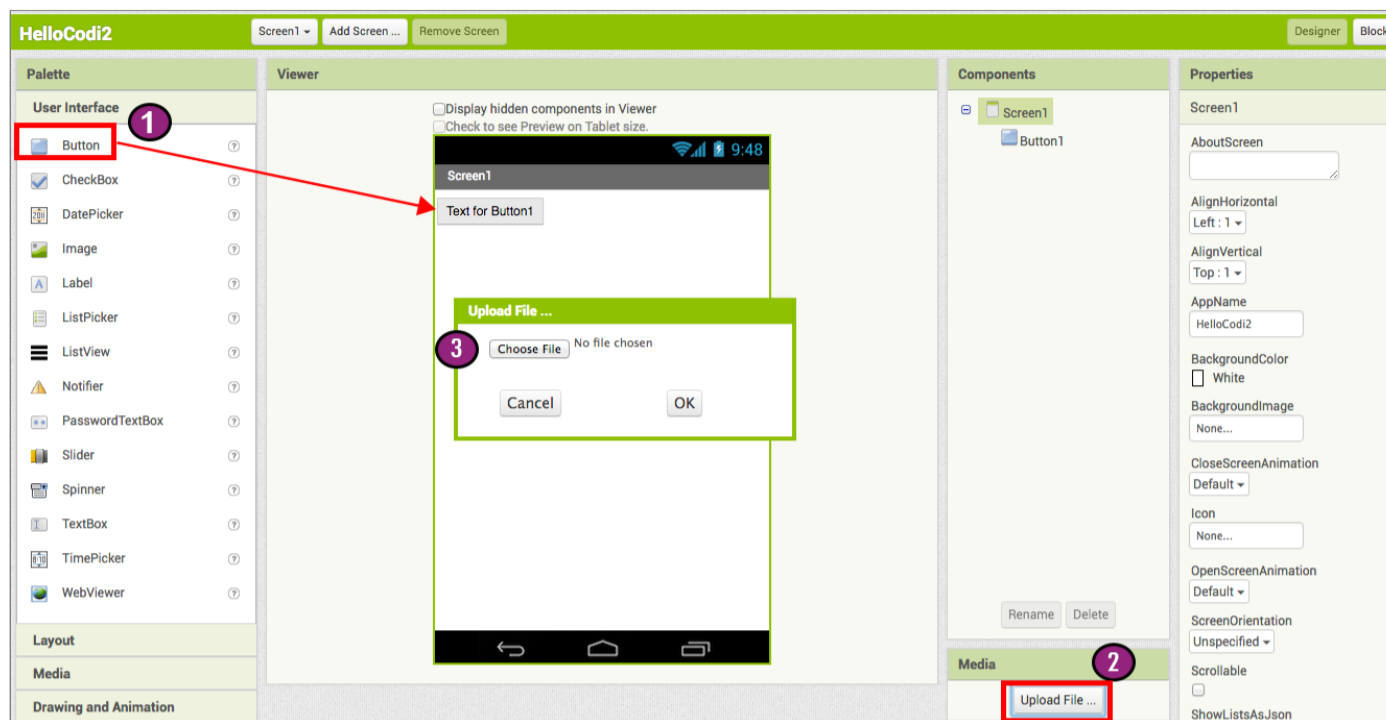 HelloCodi2
Screen1
Add Screen ...
Remove Screen
Designer
Block
Palette
User Interface
1
Button
?
CheckBox
?
DatePicker
?
Image
?
Label
?
ListPicker
?
ListView
?
Notifier
?
PasswordTextBox
?
Slider
?
Spinner
?
TextBox
?
TimePicker
?
WebViewer
?
Layout
Media
Drawing and Animation
Viewer
Display hidden components in Viewer
Check to see Preview on Tablet size.
9:48
Screen1
Text for Button1
Upload File ...
3
Choose File No file chosen
Cancel
OK
Components
Screen1
Button1
Rename
Delete
Media
2
Upload File ...
Properties
Screen1
AboutScreen
AlignHorizontal
Left : 1
AlignVertical
Top : 1
AppName
HelloCodi2
BackgroundColor
White
BackgroundImage
None...
CloseScreenAnimation
Default
Icon
None...
OpenScreenAnimation
Default
ScreenOrientation
Unspecified
Scrollable
ShowListsAsJson